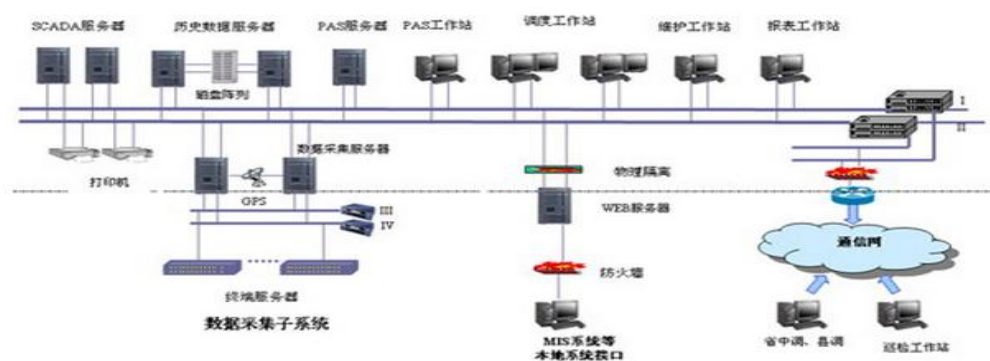 SCADA服务器
历史数据服务器
PAS服务器
PAS工作站
调度工作站
维护工作站
报表工作站
磁盘阵列
I
II
数据采集服务器
打印机
GPS
物理隔离
III
IV
WEB服务器
通信网
防火墙
终端服务器
数据采集子系统
MIS系统等
本地系统接口
省中调、县调
巡检工作站